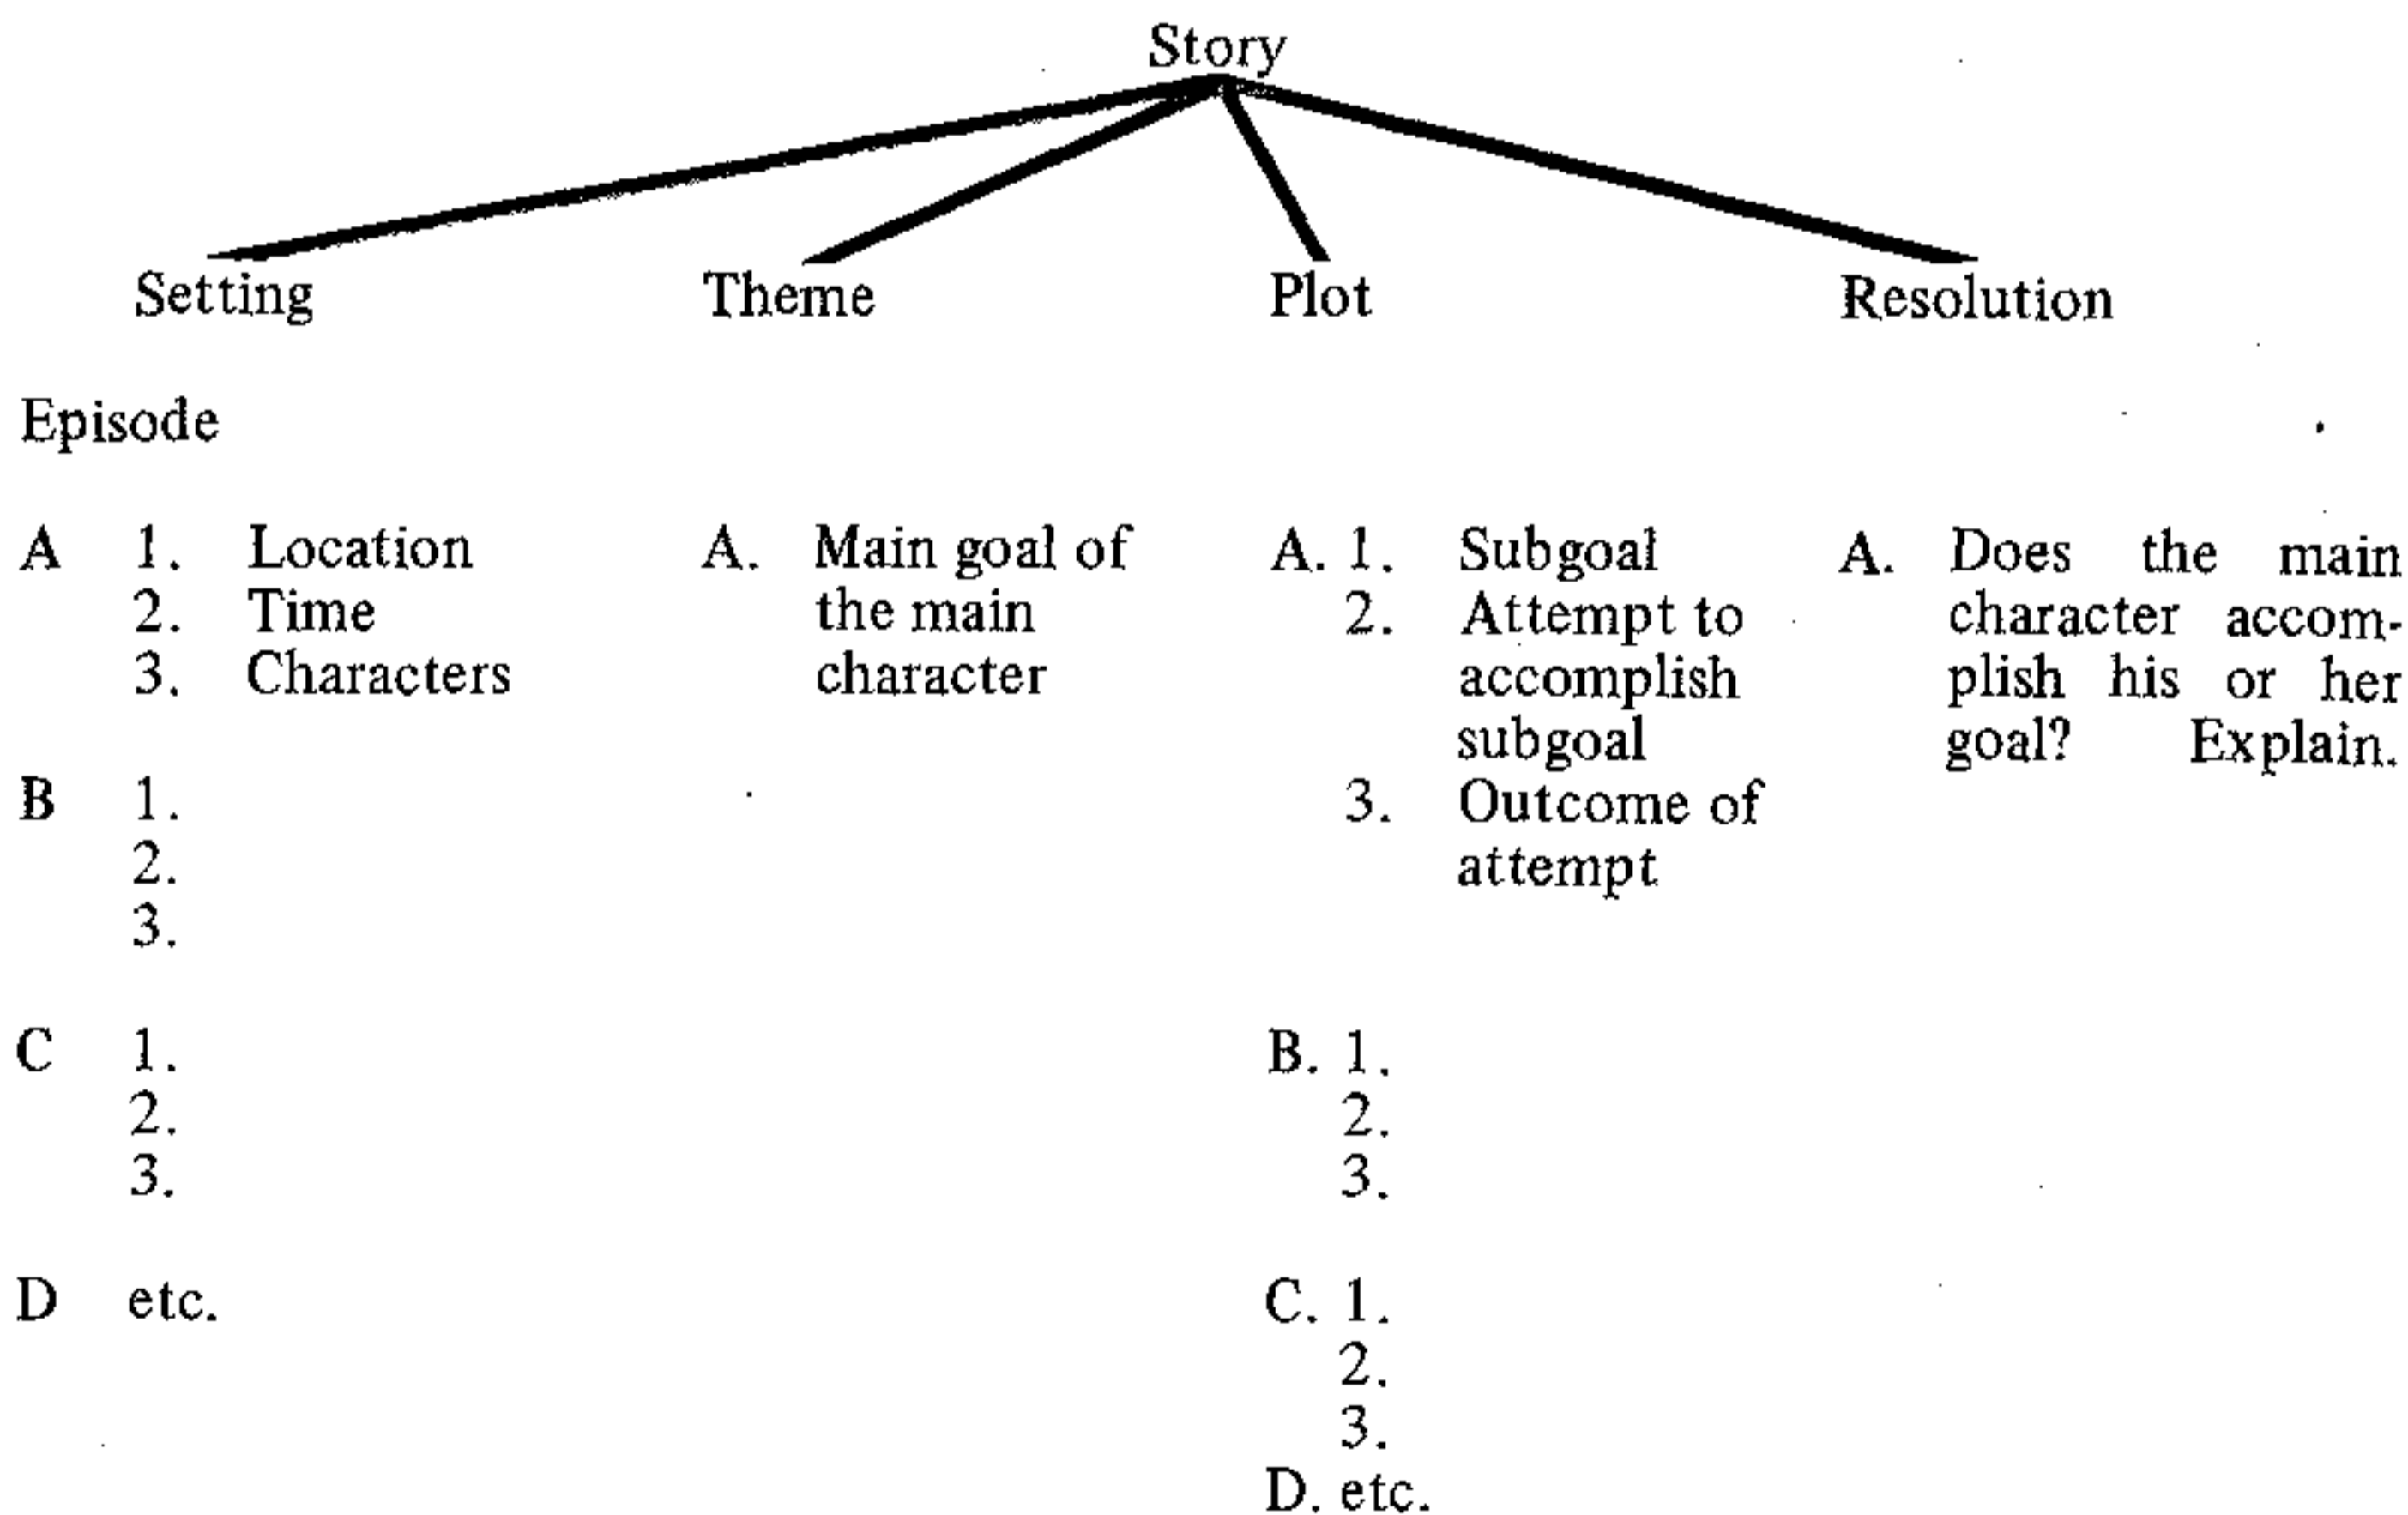 Story
Setting Theme Plot Resolution
Episode
A 1. Location A. Main goal of A. 1. Subgoal A. Does the main
2. Time the main 2. Attempt to character accom-
3. Characters character accomplish plish his or her
subgoal goal? Explain.
B 1. 3. Outcome of
2. attempt
3.
C 1. B. 1.
2. 2.
3. 3.
D etc. C. 1.
2.
3.
D. etc.